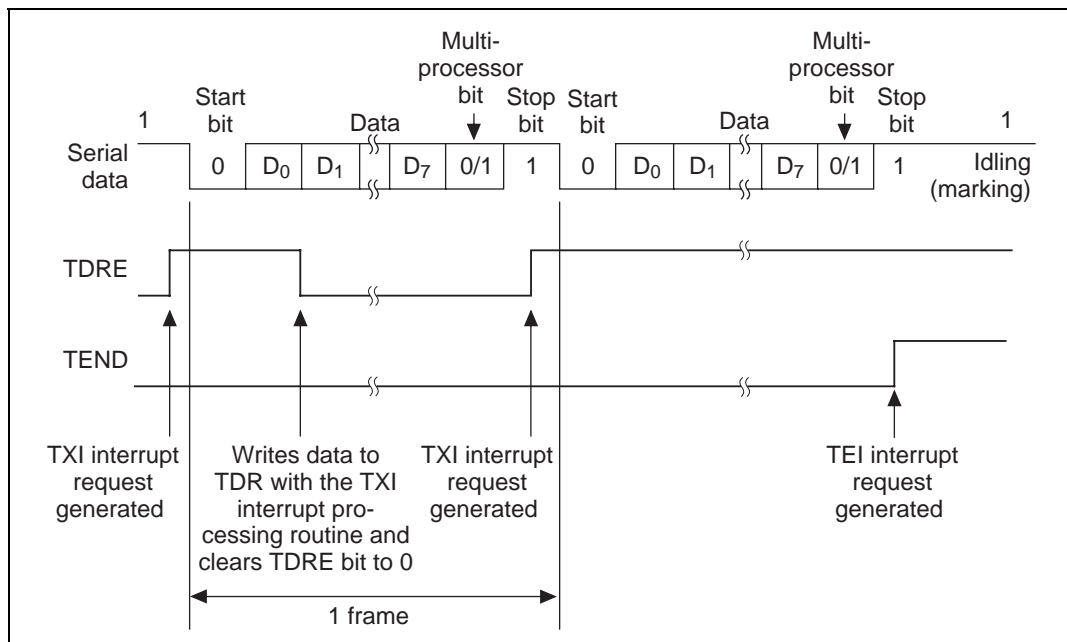 Multi-
processor
bit
Multi-
processor
bit
Start
bit
Stop
bit
Start
bit
Stop
bit
1
Data
Data
1
Serial
data
0 D0 D1 D7 0/1 1 0 D0 D1 D7 0/1 1
Idling
(marking)
TDRE
TEND
TXI interrupt
request
generated
Writes data to
TDR with the TXI
interrupt pro-
cessing routine and
clears TDRE bit to 0
TXI interrupt
request
generated
TEI interrupt
request
generated
1 frame